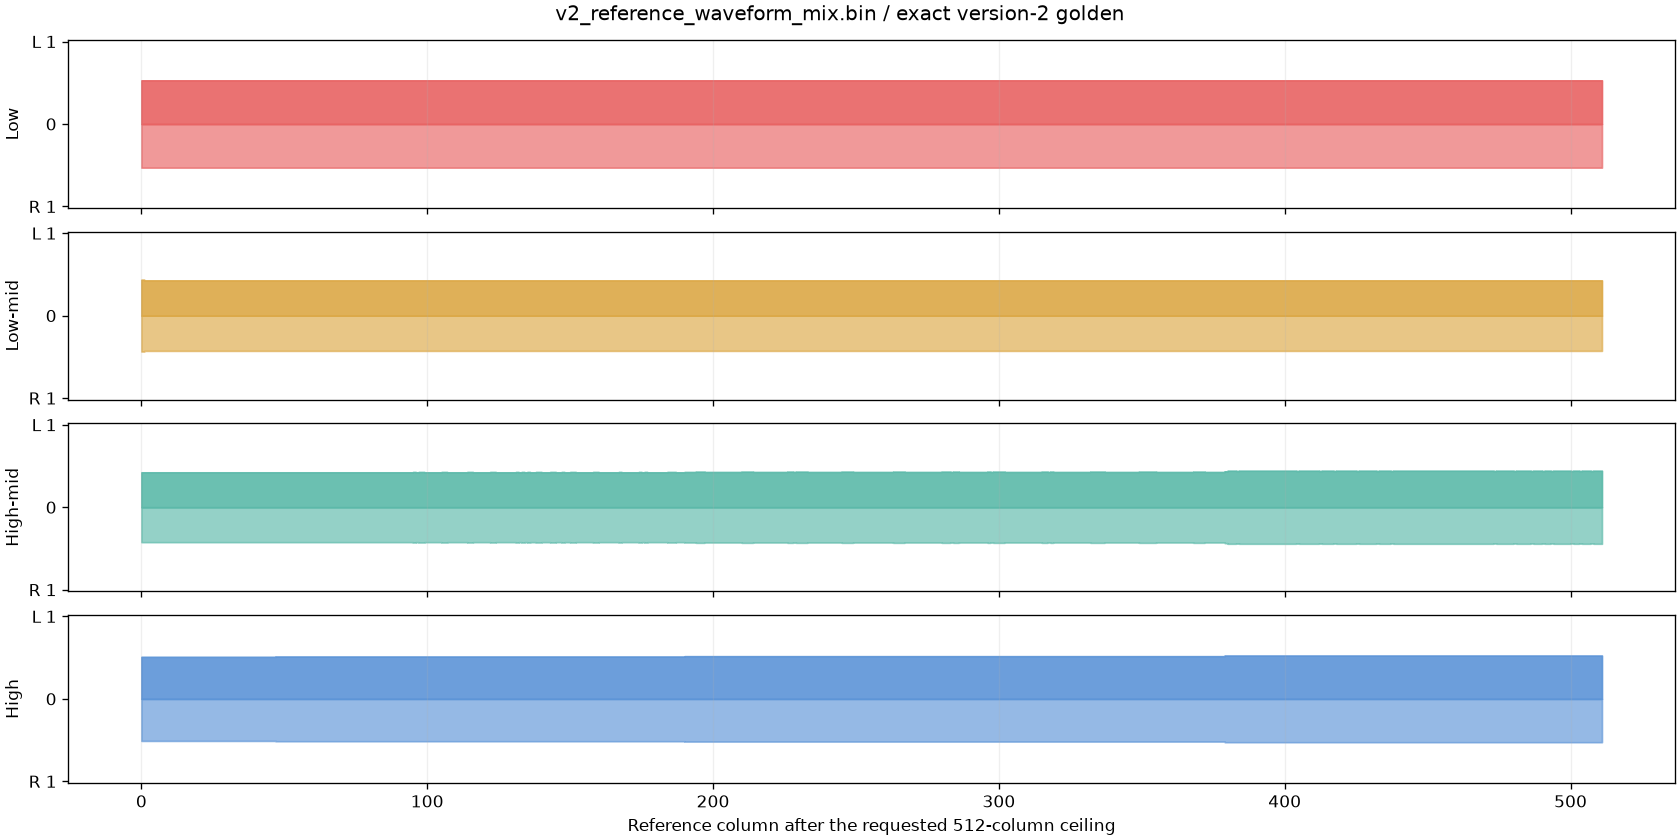 v2_reference_waveform_mix.bin / exact version-2 golden
L 1
0
R 1
Low
L 1
0
R 1
Low-mid
L 1
0
R 1
High-mid
L 1
0
R 1
High
0 100 200 300 400 500
Reference column after the requested 512-column ceiling